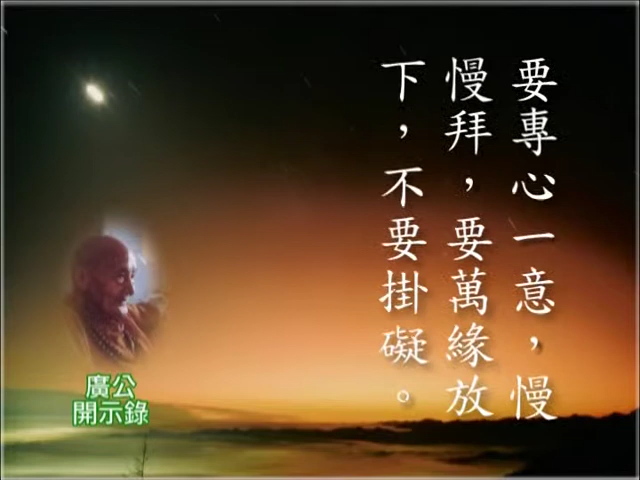 要專心一意，慢
慢拜，要萬緣放
下，不要掛礙。
廣公
開示錄